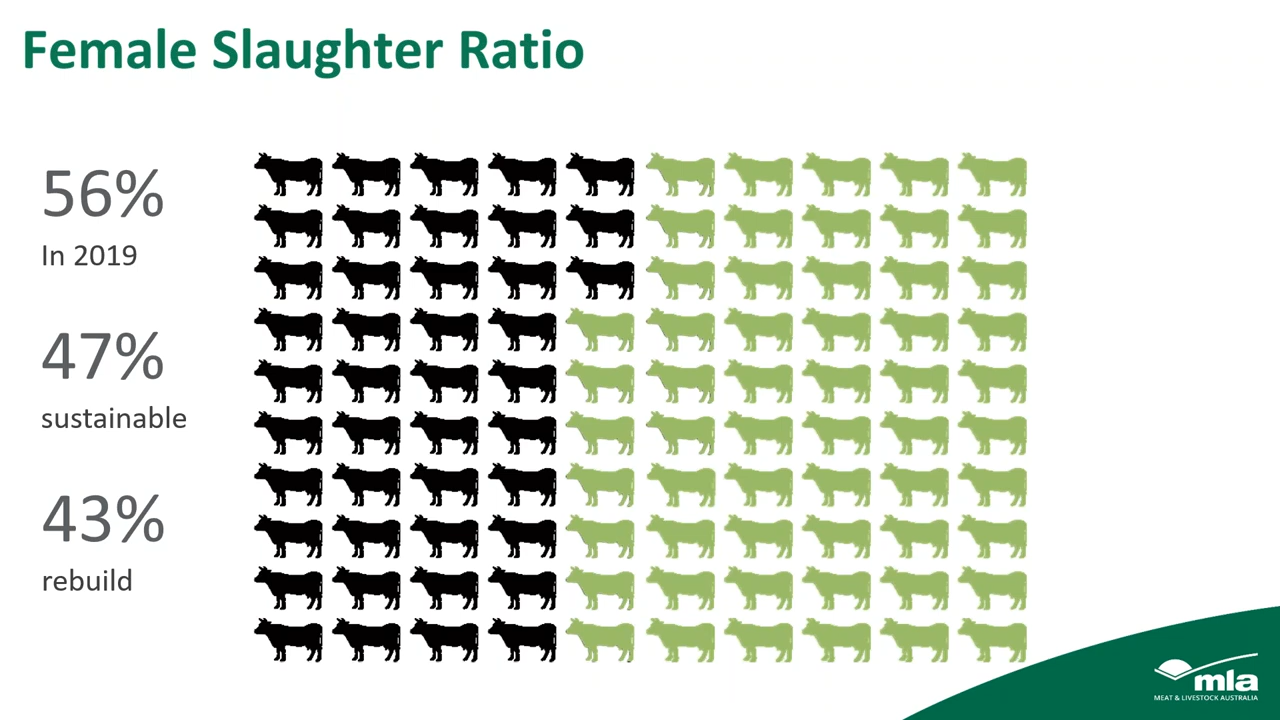 Female Slaughter Ratio
56%
In 2019
47%
sustainable
43%
rebuild
mla
MEAT & LIVESTOCK AUSTRALIA